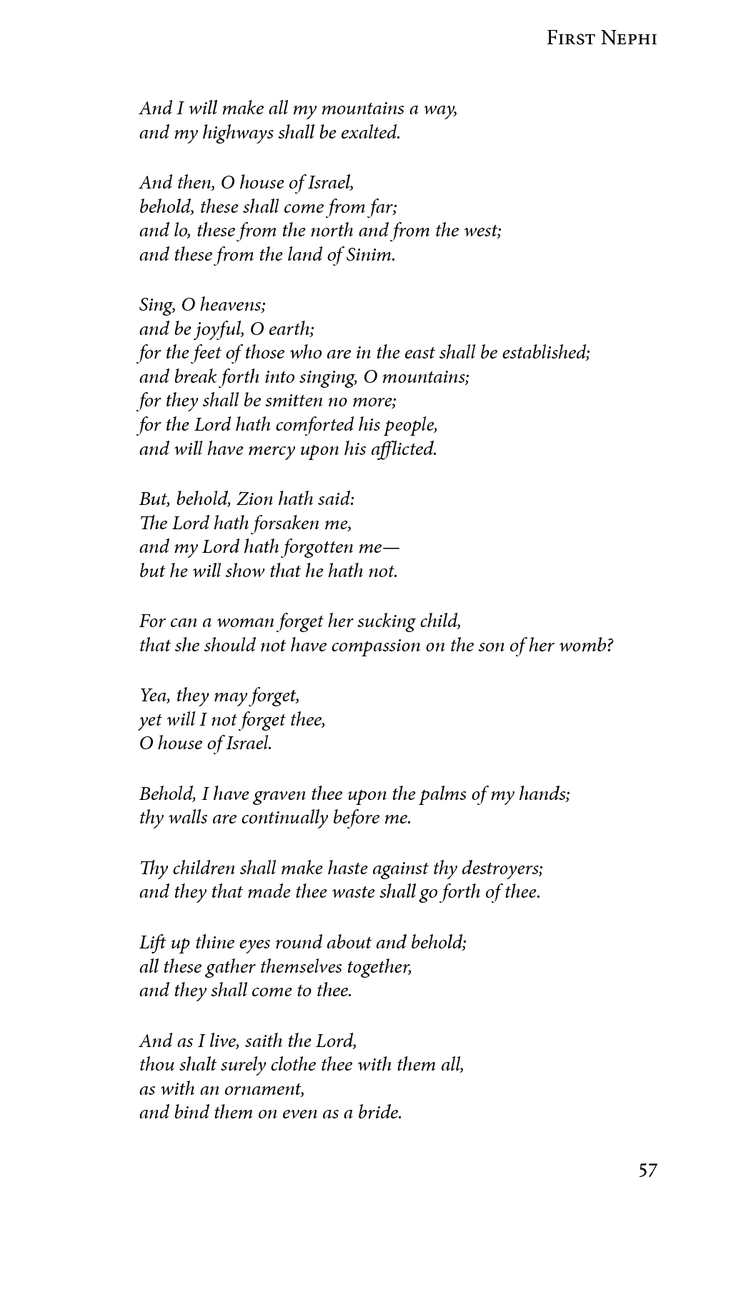 First Nephi
And I will make all my mountains a way,
and my highways shall be exalted.
And then, O house of Israel,
behold, these shall come from far;
and lo, these from the north and from the west;
and these from the land of Sinim.
Sing, O heavens;
and be joyful, O earth;
for the feet of those who are in the east shall be established;
and break forth into singing, O mountains;
for they shall be smitten no more;
for the Lord hath comforted his people,
and will have mercy upon his afflicted.
But, behold, Zion hath said:
The Lord hath forsaken me,
and my Lord hath forgotten me—
but he will show that he hath not.
For can a woman forget her sucking child,
that she should not have compassion on the son of her womb?
Yea, they may forget,
yet will I not forget thee,
O house of Israel.
Behold, I have graven thee upon the palms of my hands;
thy walls are continually before me.
Thy children shall make haste against thy destroyers;
and they that made thee waste shall go forth of thee.
Lift up thine eyes round about and behold;
all these gather themselves together,
and they shall come to thee.
And as I live, saith the Lord,
thou shalt surely clothe thee with them all,
as with an ornament,
and bind them on even as a bride.
57